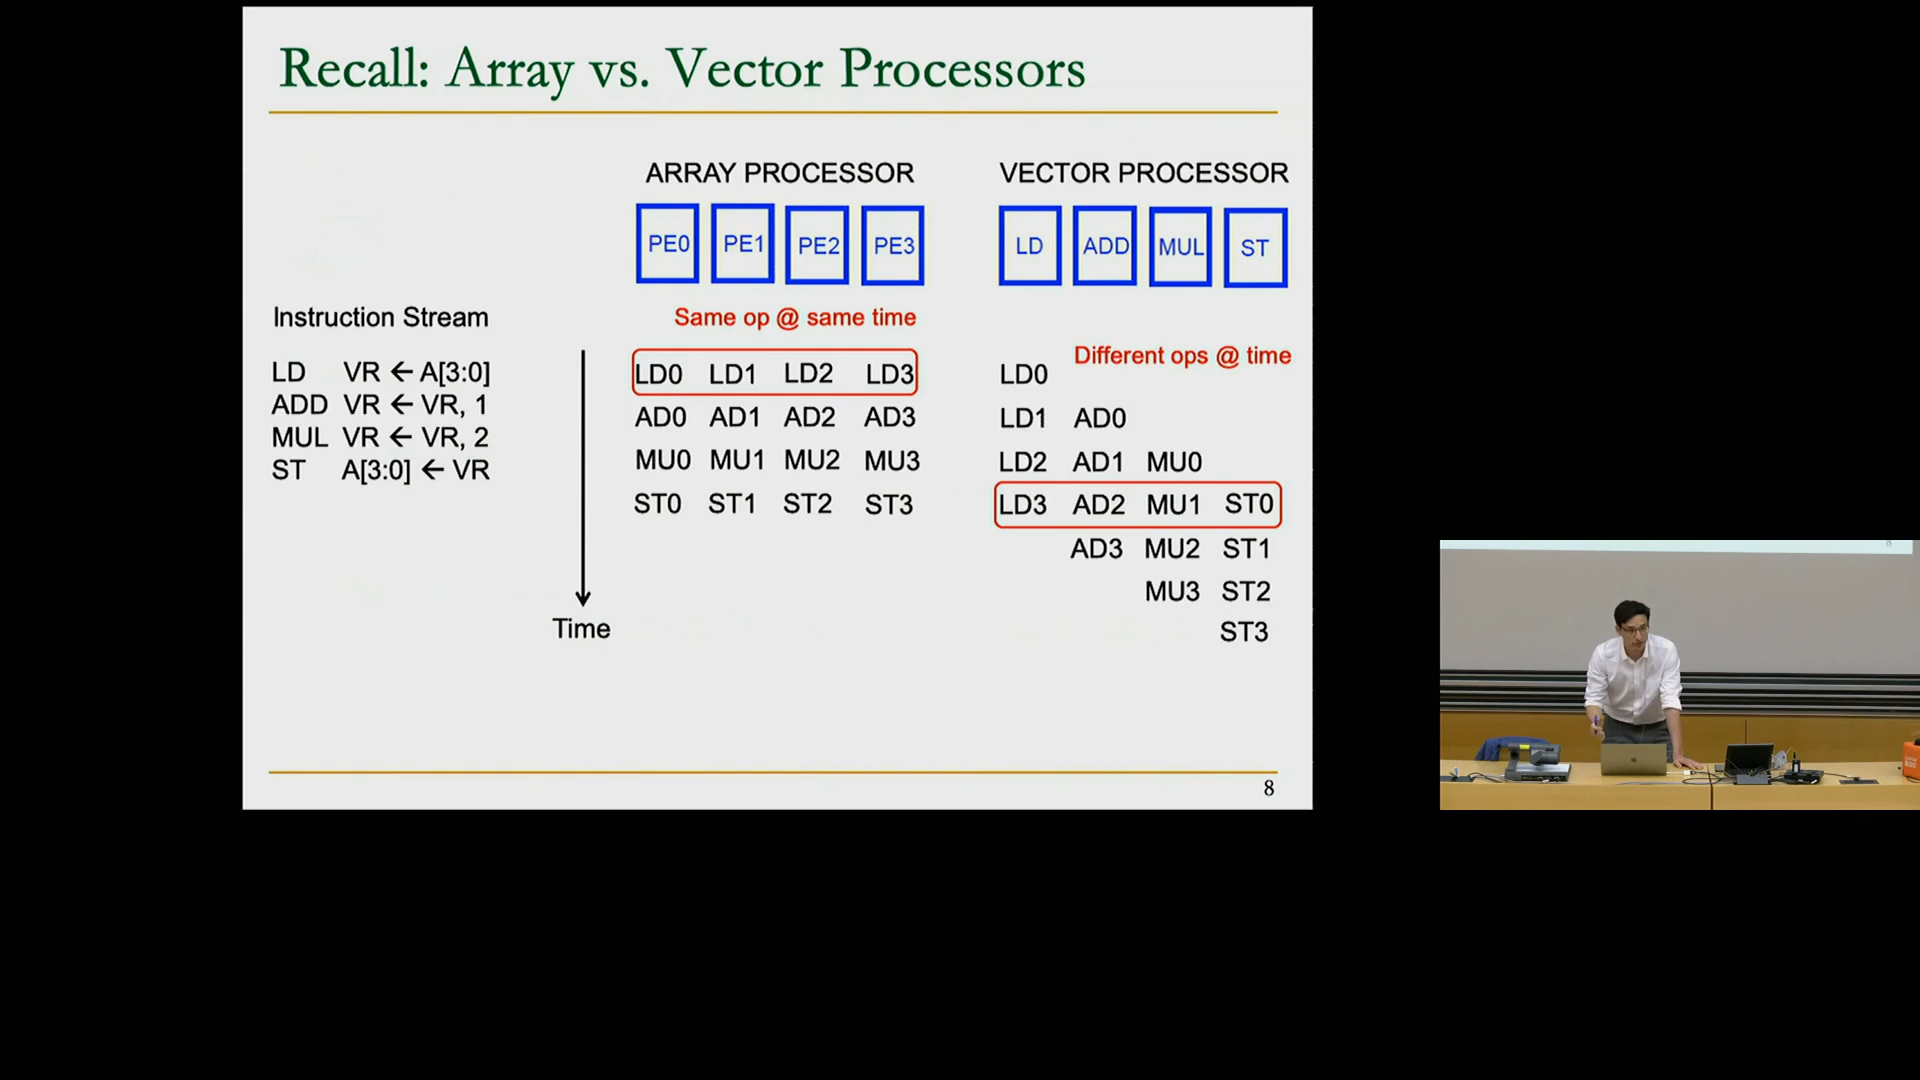 Recall: Array vs. Vector Processors
ARRAY PROCESSOR
VECTOR PROCESSOR
PE0 PE1 PE2 PE3
LD ADD MUL ST
Instruction Stream
Same op @ same time
Different ops @ time
LD VR ← A[3:0]
ADD VR ← VR, 1
MUL VR ← VR, 2
ST A[3:0] ← VR
Time
LD0 LD1 LD2 LD3
AD0 AD1 AD2 AD3
MU0 MU1 MU2 MU3
ST0 ST1 ST2 ST3
LD0
LD1 AD0
LD2 AD1 MU0
LD3 AD2 MU1 ST0
AD3 MU2 ST1
MU3 ST2
ST3
8